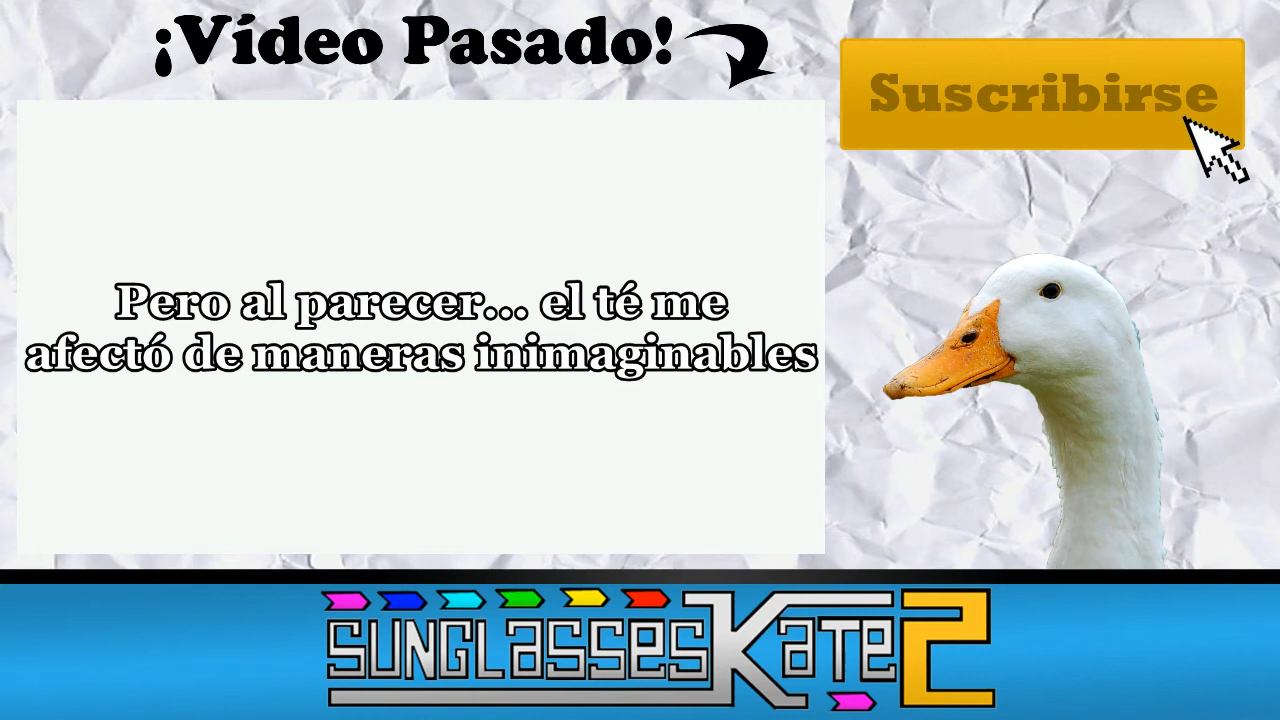 ¡Vídeo Pasado!
Suscribirse
Pero al parecer... el té me
afectó de maneras inimaginables
SUNGLASSESKATE2